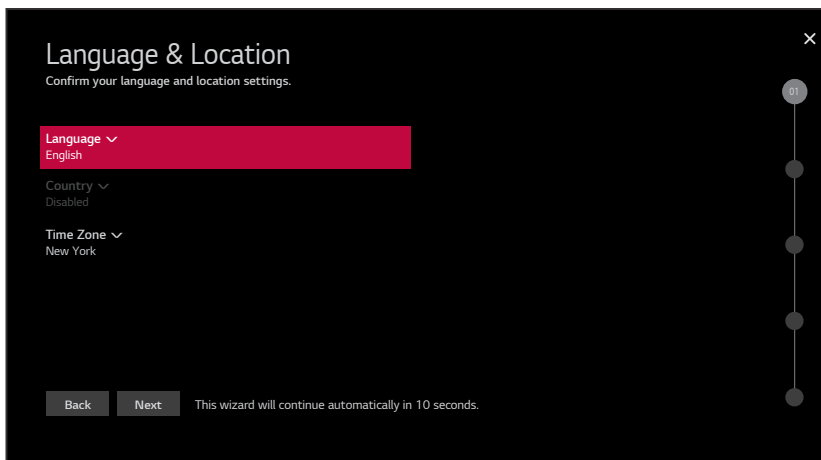 Language & Location
Confirm your language and location settings.
01
Language
English
Country
Disabled
Time Zone
New York
Back
Next
This wizard will continue automatically in 10 seconds.